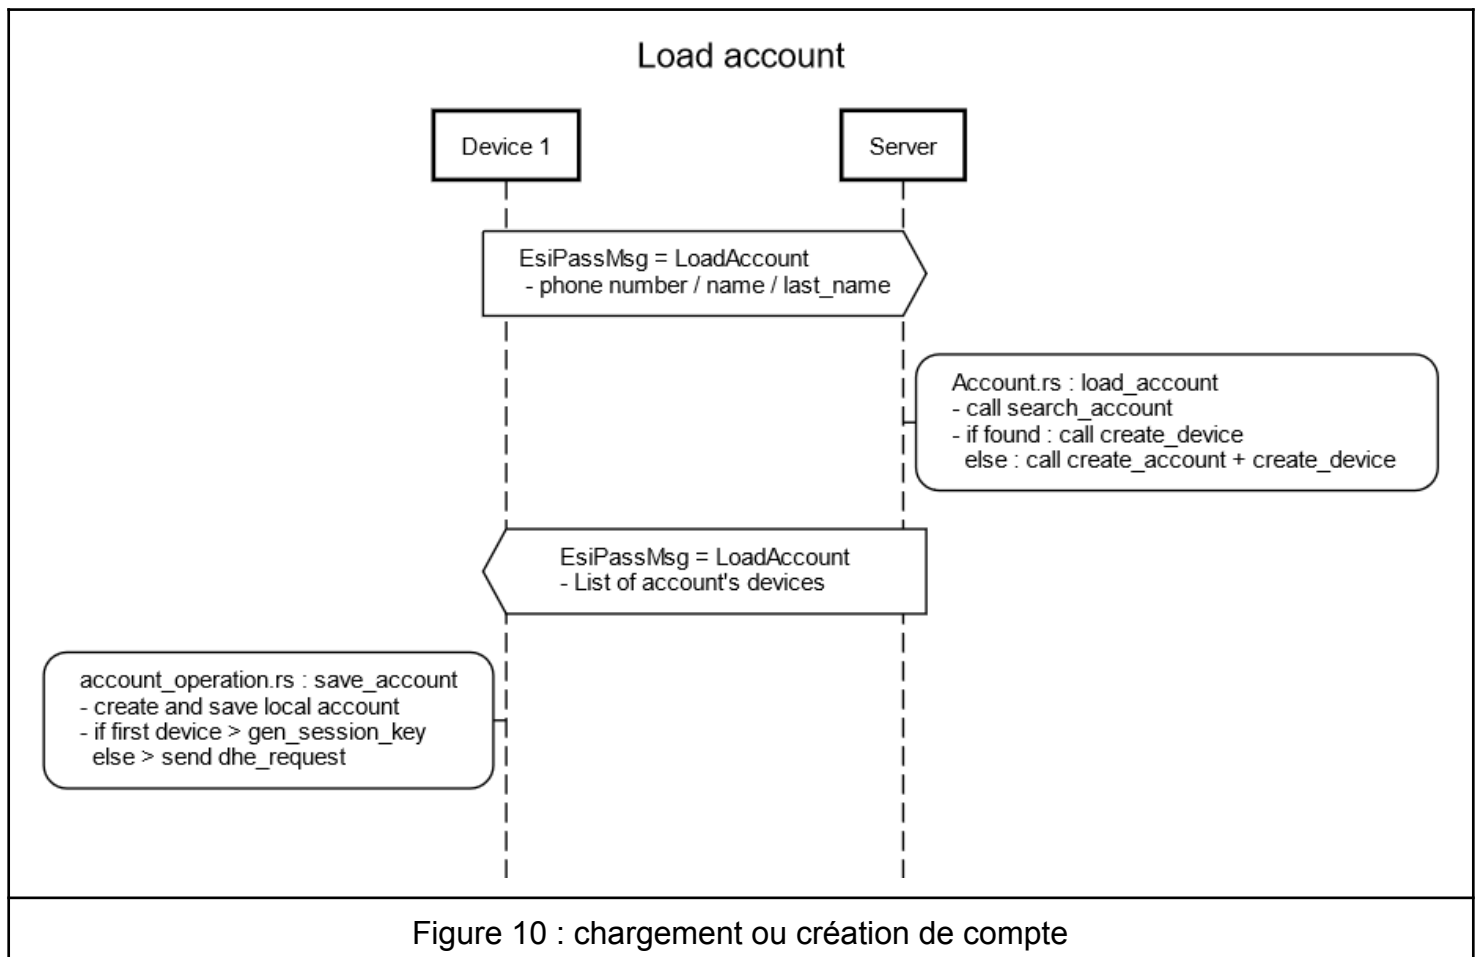 Load account
Device 1
Server
EsiPassMsg = LoadAccount
- phone number / name / last_name
Account.rs : load_account
- call search_account
- if found : call create_device
else : call create_account + create_device
EsiPassMsg = LoadAccount
- List of account's devices
account_operation.rs : save_account
- create and save local account
- if first device > gen_session_key
else > send dhe_request
Figure 10 : chargement ou création de compte